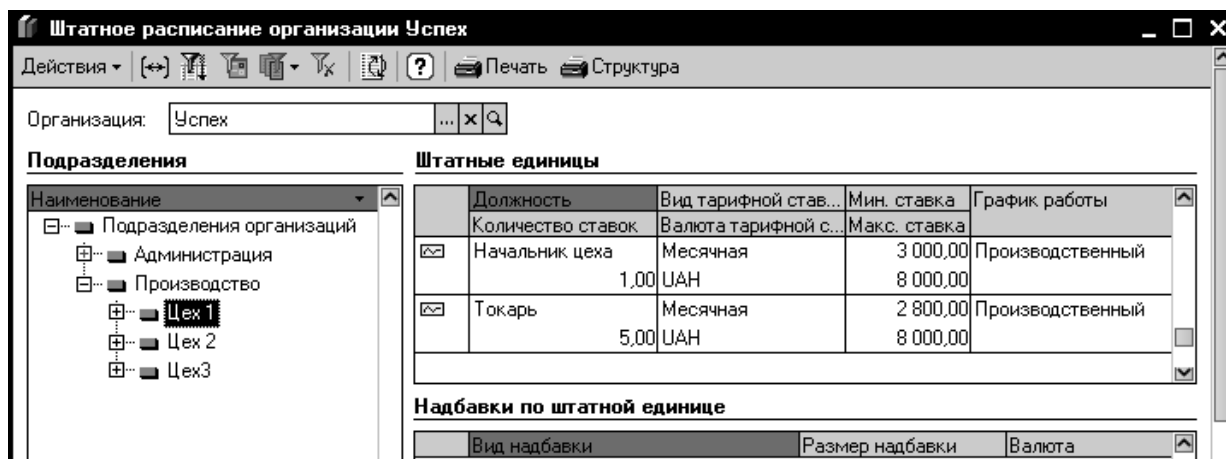 Штатное расписание организации Успех
Действия Печать Структура
Организация: Успех
Подразделения
Наименование
Подразделения организаций
Администрация
Производство
Цех 1
Цех 2
Цех3
Штатные единицы
Должность Вид тарифной став... Мин. ставка График работы
Количество ставок Валюта тарифной с... Макс. ставка
Начальник цеха Месячная 3 000,00 Производственный
1,00 UAH 8 000,00
Токарь Месячная 2 800,00 Производственный
5,00 UAH 8 000,00
Надбавки по штатной единице
Вид надбавки Размер надбавки Валюта